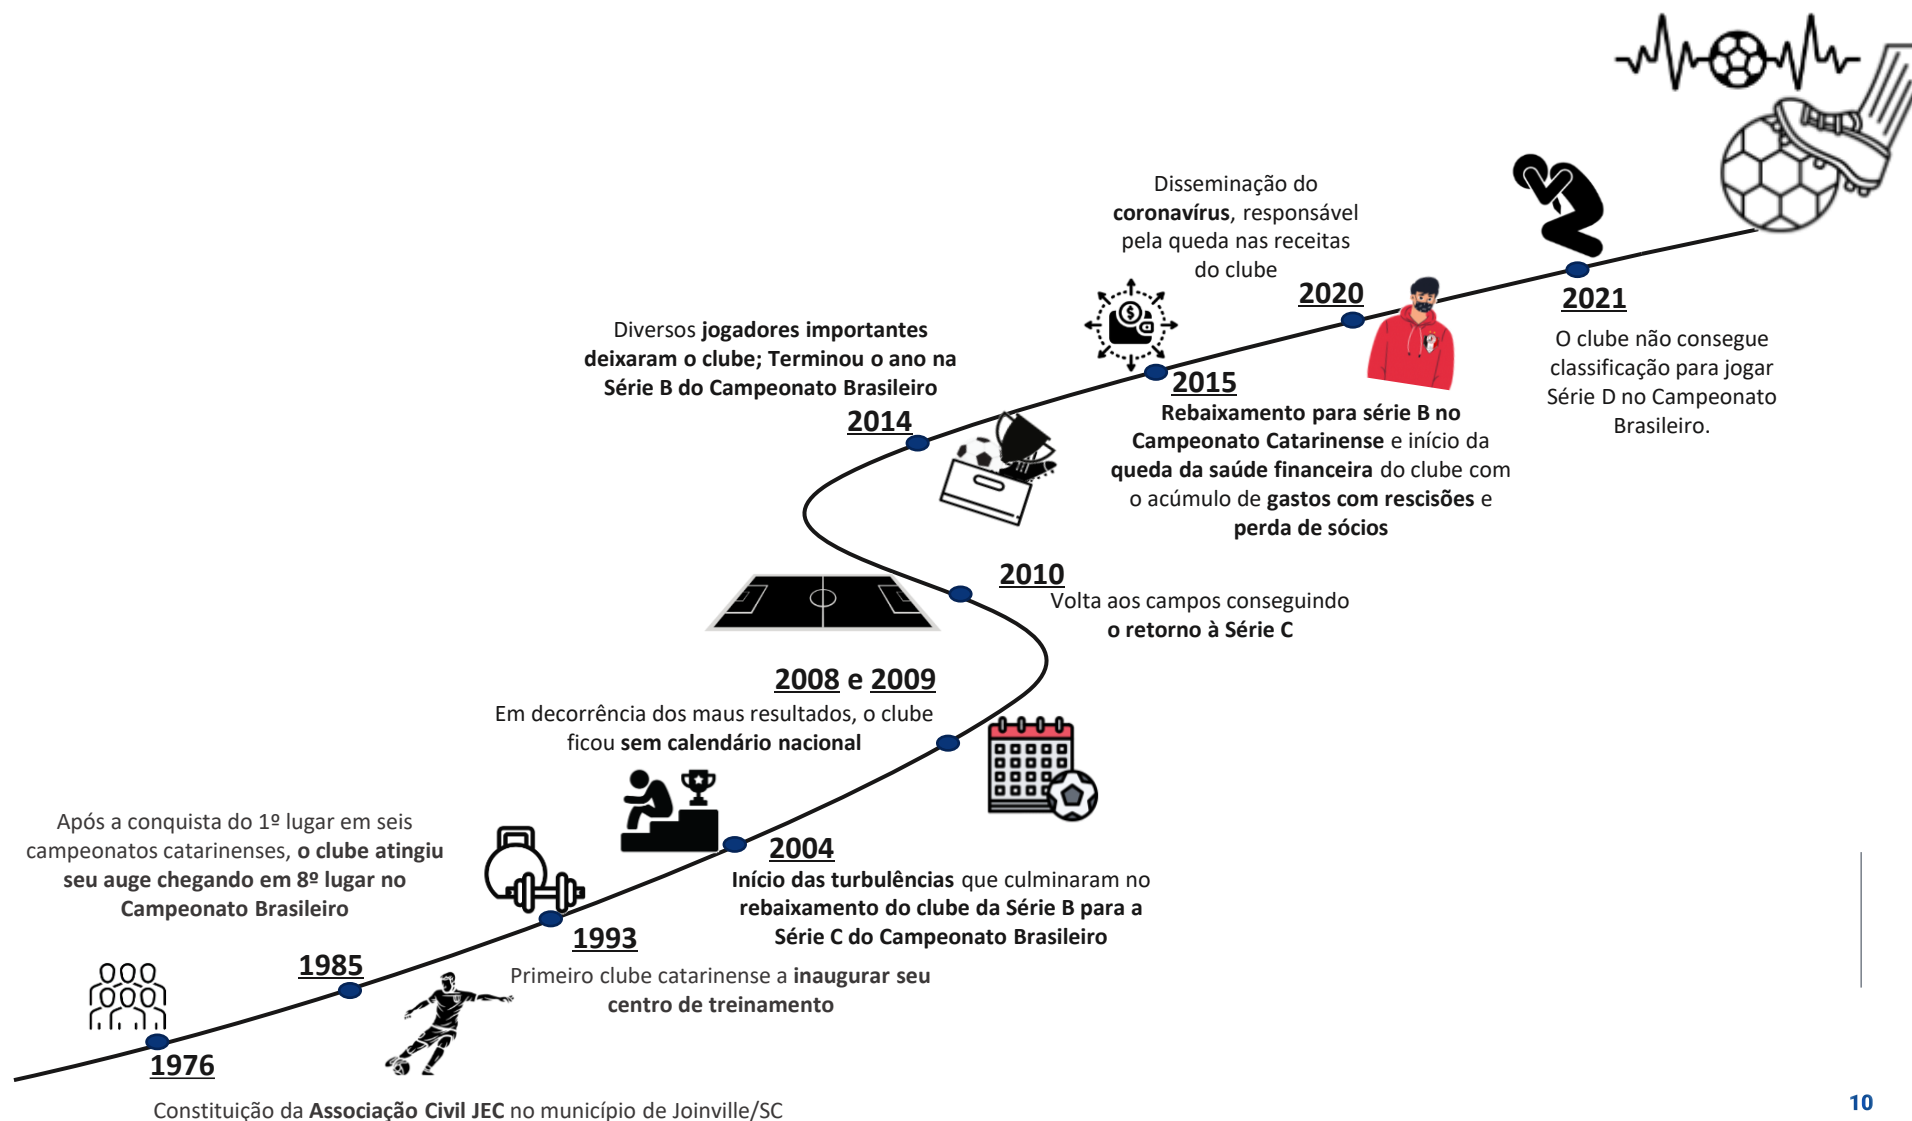 Disseminação do
coronavírus, responsável
pela queda nas receitas
do clube
2020
2021
O clube não consegue
classificação para jogar
Série D no Campeonato
Brasileiro.
Diversos jogadores importantes
deixaram o clube; Terminou o ano na
Série B do Campeonato Brasileiro
2014
2015
Rebaixamento para série B no
Campeonato Catarinense e início da
queda da saúde financeira do clube com
o acúmulo de gastos com rescisões e
perda de sócios
2010
Volta aos campos conseguindo
o retorno à Série C
2008 e 2009
Em decorrência dos maus resultados, o clube
ficou sem calendário nacional
Após a conquista do 1º lugar em seis
campeonatos catarinenses, o clube atingiu
seu auge chegando em 8º lugar no
Campeonato Brasileiro
2004
Início das turbulências que culminaram no
rebaixamento do clube da Série B para a
Série C do Campeonato Brasileiro
1985
1993
Primeiro clube catarinense a inaugurar seu
centro de treinamento
1976
Constituição da Associação Civil JEC no município de Joinville/SC
10